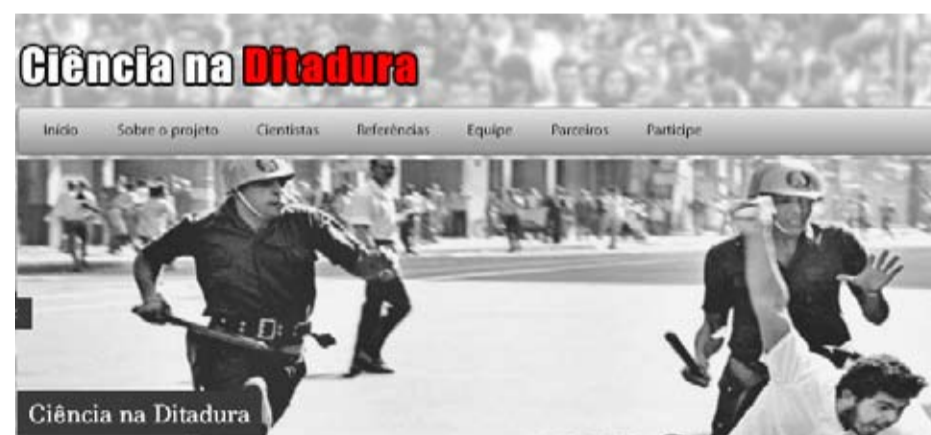 Ciência na Ditadura
Início Sobre o projeto Cientistas Referências Equipe Parceiros Participe
Ciência na Ditadura